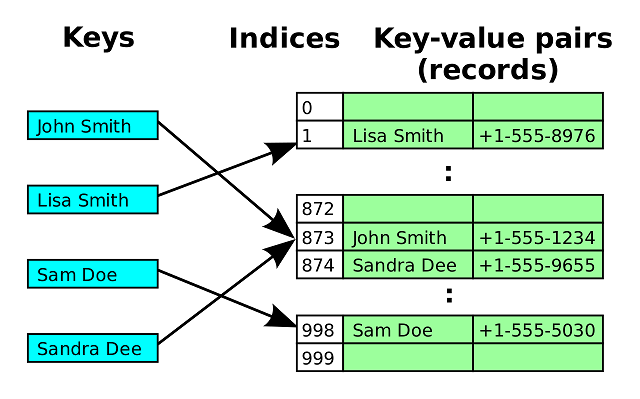 Keys
Indices
Key-value pairs
(records)
John Smith
Lisa Smith
Sam Doe
Sandra Dee
0
1 Lisa Smith +1-555-8976
:
872
873 John Smith +1-555-1234
874 Sandra Dee +1-555-9655
:
998 Sam Doe +1-555-5030
999